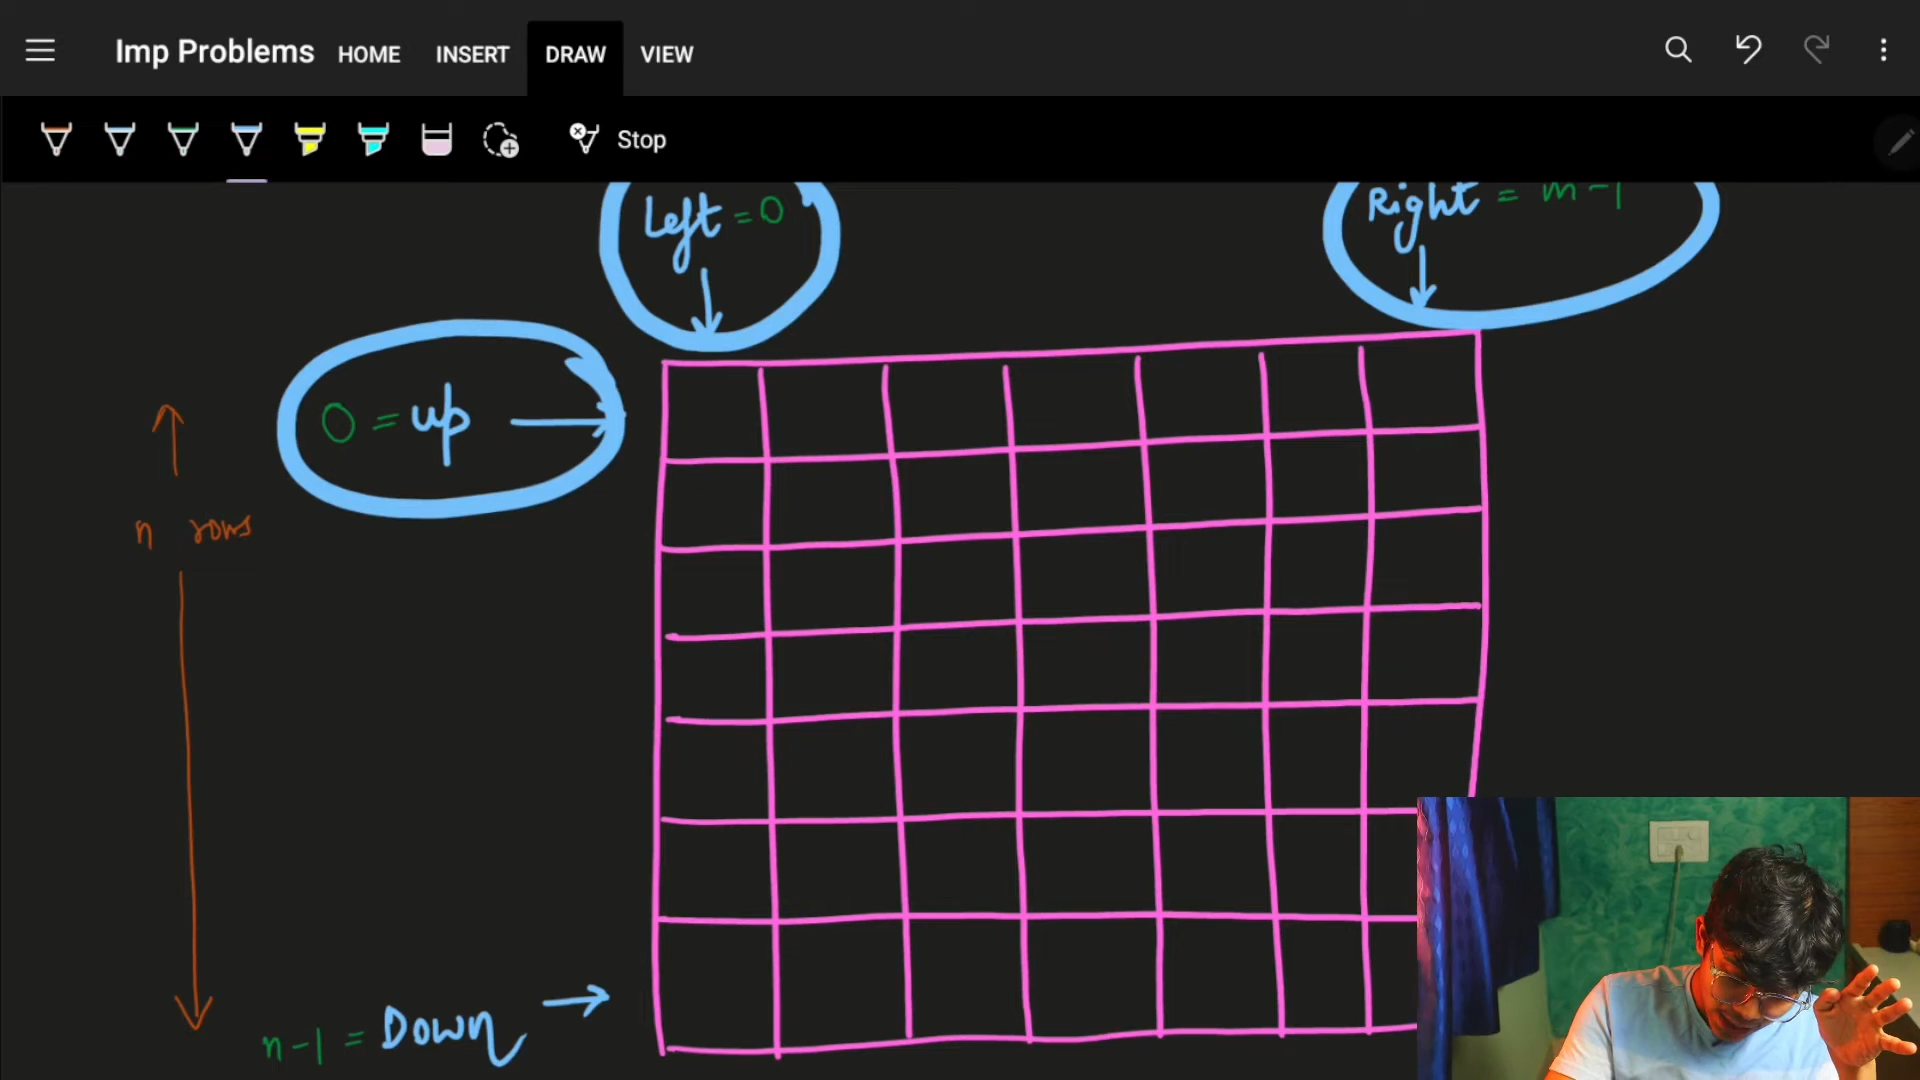 Imp Problems HOME INSERT DRAW VIEW
Stop
Left = 0
Right = m-1
0 = up
n rows
n-1 = Down